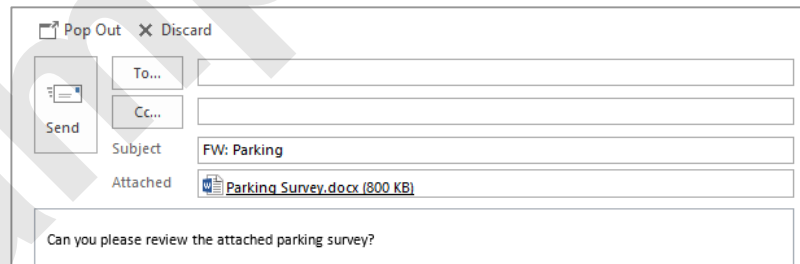 Pop Out Discard
To...
Cc...
Send
Subject FW: Parking
Attached Parking Survey.docx (800 KB)
Can you please review the attached parking survey?